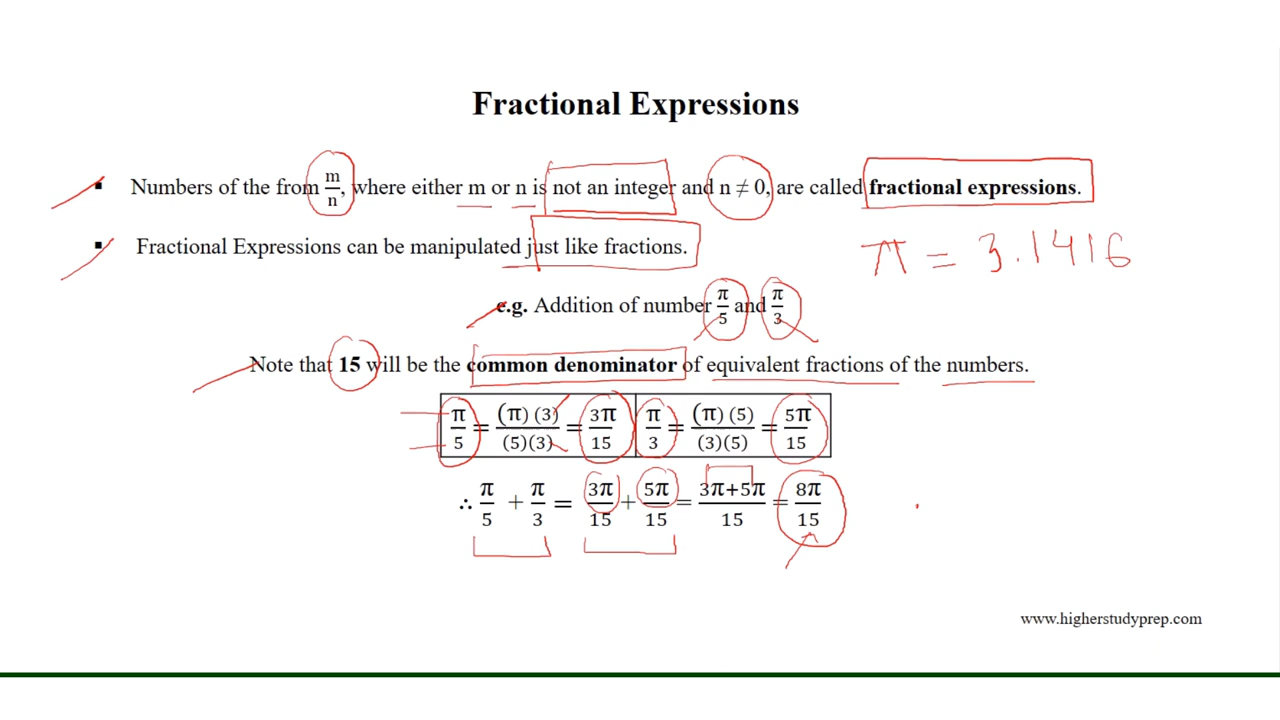 Fractional Expressions
▪ Numbers of the from m/n, where either m or n is not an integer and n ≠ 0, are called fractional expressions.
▪ Fractional Expressions can be manipulated just like fractions.
π = 3.1416
e.g. Addition of number π/5 and π/3
Note that 15 will be the common denominator of equivalent fractions of the numbers.
π/5 = (π)(3)/(5)(3) = 3π/15 π/3 = (π)(5)/(3)(5) = 5π/15
∴ π/5 + π/3 = 3π/15 + 5π/15 = 3π+5π/15 = 8π/15
www.higherstudyprep.com